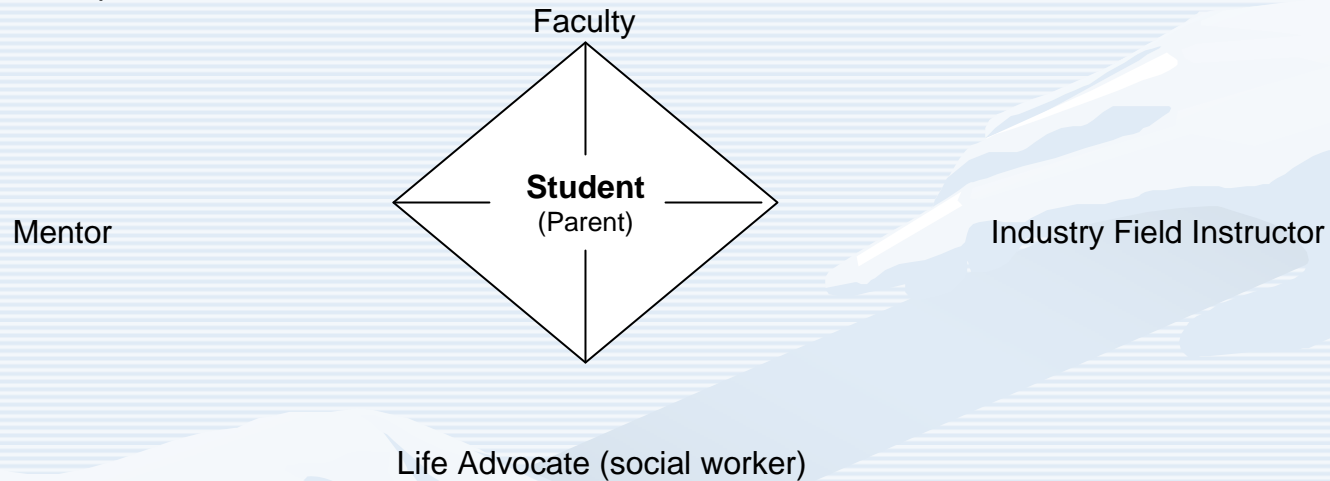 Faculty
Student
(Parent)
Mentor
Industry Field Instructor
Life Advocate (social worker)